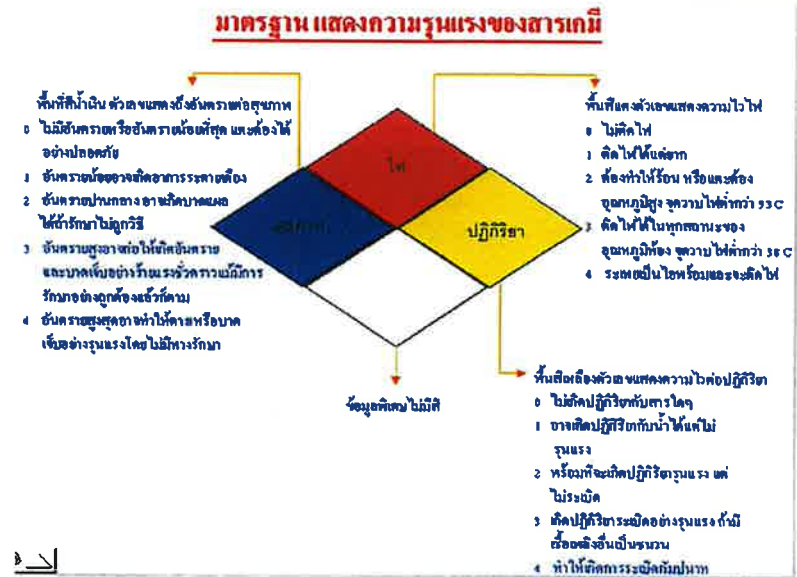 มาตรฐาน แสดงความรุนแรงของสารเคมี
พื้นที่สีน้ำเงิน ตัวเลขแสดงถึงอันตรายต่อสุขภาพ
0 ไม่มีอันตรายหรืออันตรายน้อยที่สุด และต้องได้
อย่างปลอดภัย
1 อันตรายน้อยอาจเกิดอาการระคายเคือง
2 อันตรายปานกลาง อาจเกิดบาดแผล
ได้ถ้ารักษาไม่ถูกวิธี
3 อันตรายสูงอาจก่อให้เกิดอันตราย
และบาดเจ็บอย่างร้ายแรงชั่วคราวแม้มีการ
รักษาอย่างถูกต้องแล้วก็ตาม
4 อันตรายสูงสุดอาจทำให้ตายหรือบาด
เจ็บอย่างรุนแรงโดยไม่มีทางรักษา
ไฟ
ปฏิกิริยา
ข้อมูลพิเศษ ไม่มีสี
พื้นสีแดงตัวเลขแสดงความไวไฟ
0 ไม่ติดไฟ
1 ติดไฟได้แต่ยาก
2 ต้องทำให้ร้อน หรือแตะต้อง
อุณหภูมิสูง จุดวาบไฟต่ำกว่า 93 C
3 ติดไฟได้ในทุกสถานะของ
อุณหภูมิห้อง จุดวาบไฟต่ำกว่า 38 C
4 ระเหยเป็นไอพร้อมและจะติดไฟ
พื้นสีเหลืองตัวเลขแสดงความไวต่อปฏิกิริยา
0 ไม่เกิดปฏิกิริยากับสารใดๆ
1 อาจเกิดปฏิกิริยากับน้ำได้แต่ไม่
รุนแรง
2 พร้อมที่จะเกิดปฏิกิริยารุนแรง แต่
ไม่ระเบิด
3 เกิดปฏิกิริยาระเบิดอย่างรุนแรง ถ้ามี
เชื้อเพลิงอื่นเป็นชนวน
4 ทำให้เกิดการระเบิดกัมปนาท